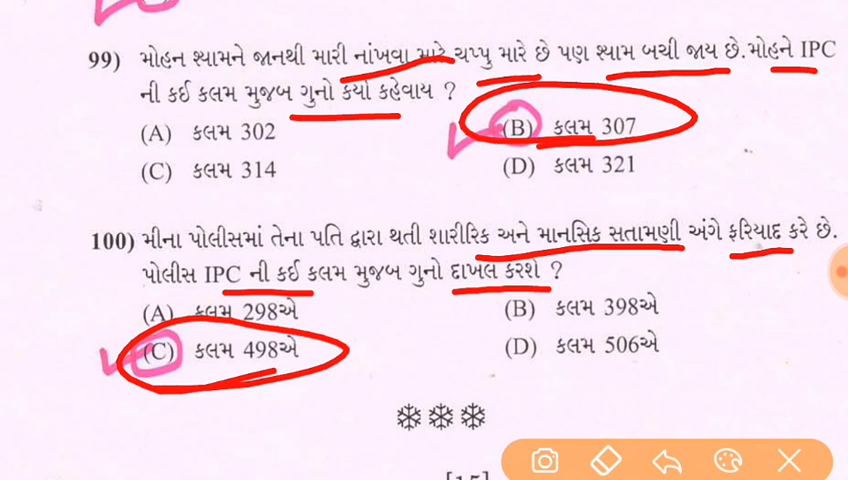 99) મોહન શ્યામને જાનથી મારી નાંખવા માટે ચપ્પુ મારે છે પણ શ્યામ બચી જાય છે. મોહને IPC
ની કઈ કલમ મુજબ ગુનો કર્યો કહેવાય ?
(A) કલમ 302 (B) કલમ 307
(C) કલમ 314 (D) કલમ 321
100) મીના પોલીસમાં તેના પતિ દ્વારા થતી શારીરિક અને માનસિક સતામણી અંગે ફરિયાદ કરે છે.
પોલીસ IPC ની કઈ કલમ મુજબ ગુનો દાખલ કરશે ?
(A) કલમ 298એ (B) કલમ 398એ
(C) કલમ 498એ (D) કલમ 506એ